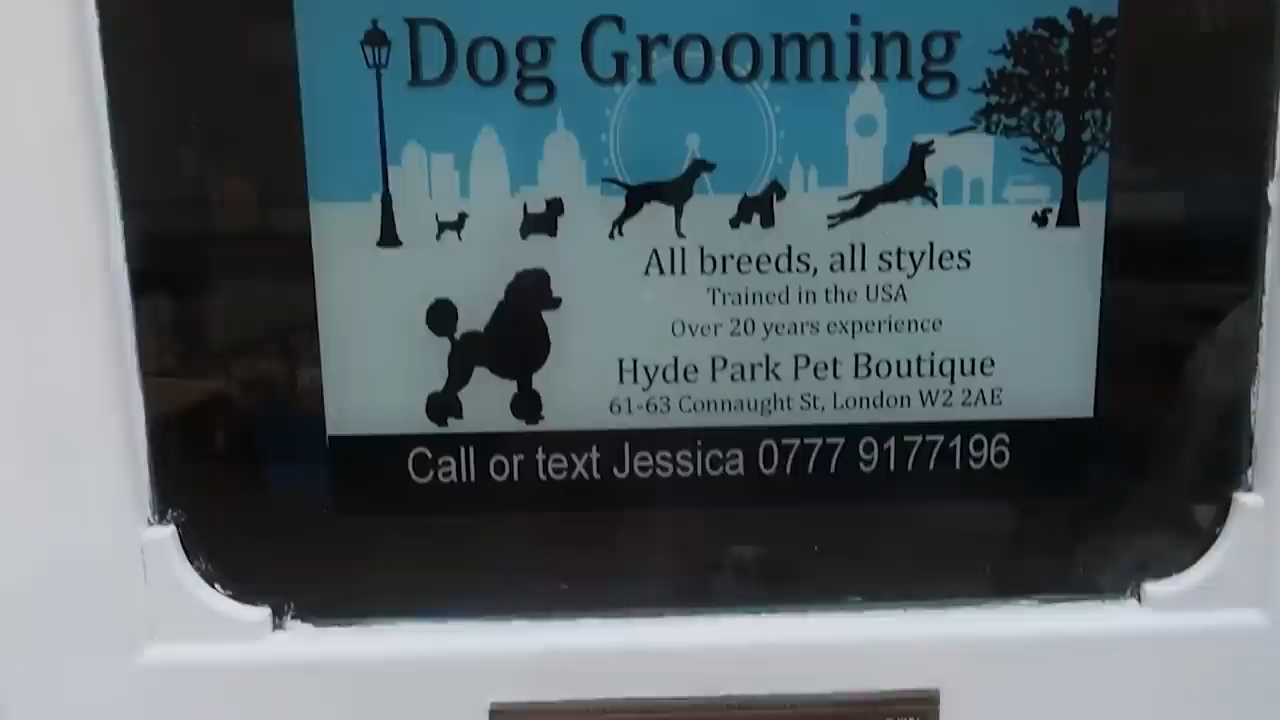 Dog Grooming
All breeds, all styles
Trained in the USA
Over 20 years experience
Hyde Park Pet Boutique
61-63 Connaught St, London W2 2AE
Call or text Jessica 0777 9177196